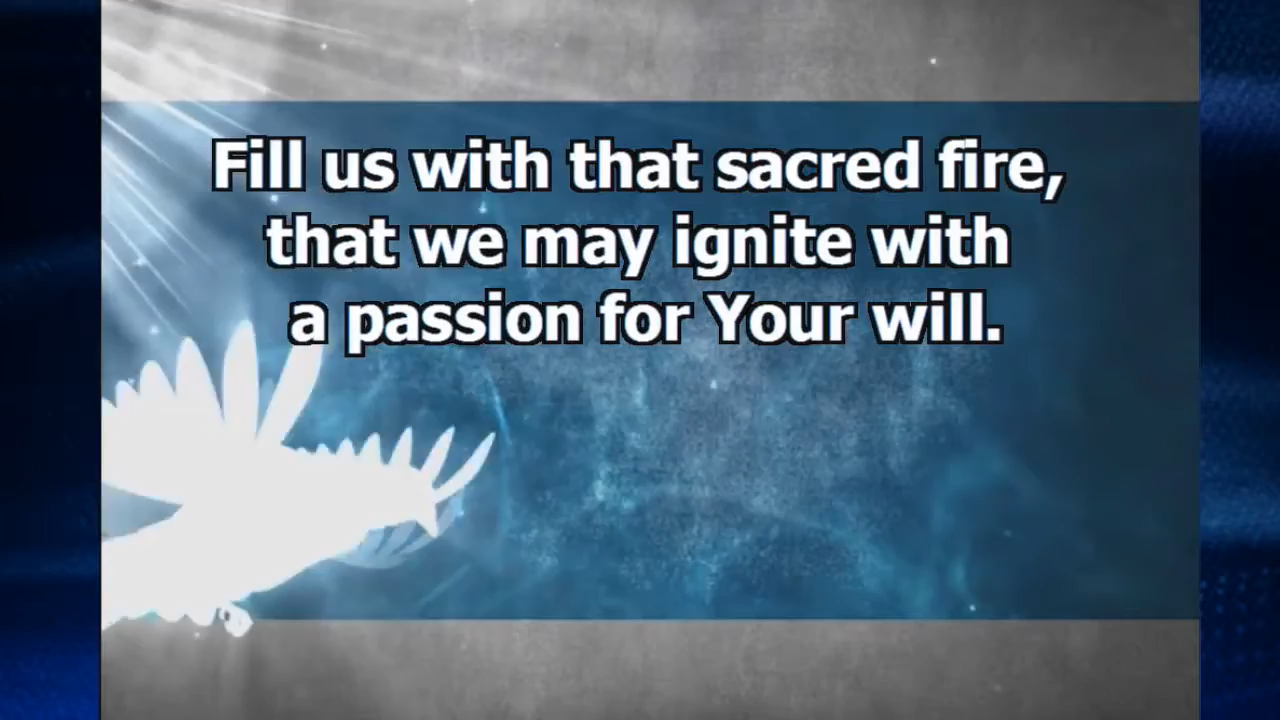 Fill us with that sacred fire,
that we may ignite with
a passion for Your will.